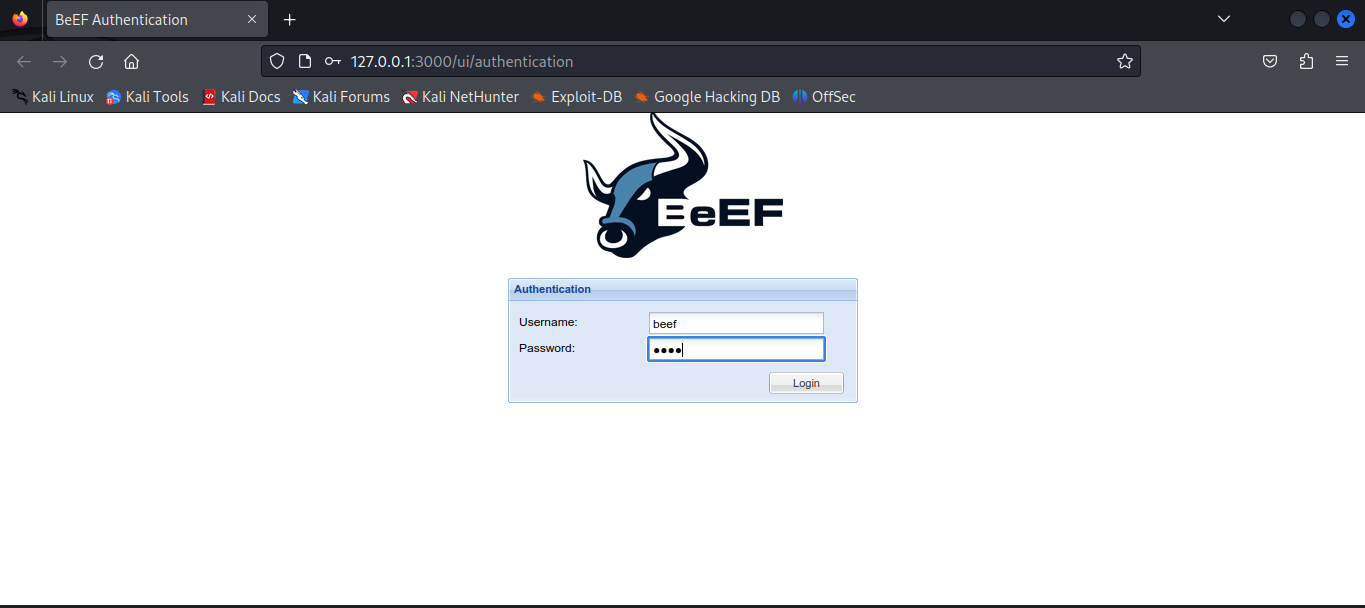 BeEF Authentication
127.0.0.1:3000/ui/authentication
Kali Linux Kali Tools Kali Docs Kali Forums Kali NetHunter Exploit-DB Google Hacking DB OffSec
BeEF
Authentication
Username: beef
Password: ●●●●
Login